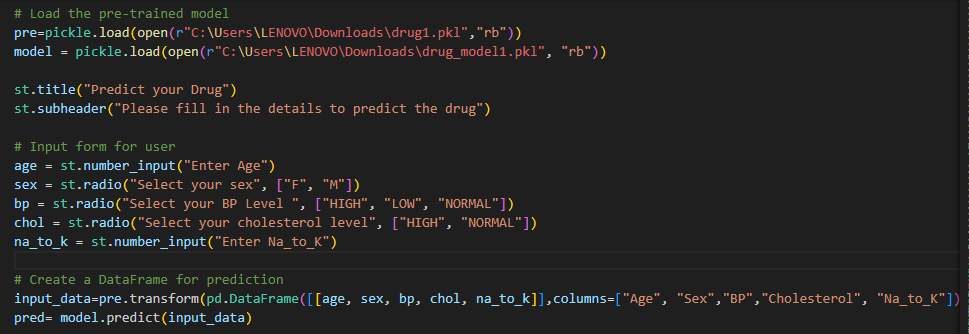 # Load the pre-trained model
pre=pickle.load(open(r"C:\Users\LENOVO\Downloads\drug1.pkl","rb"))
model = pickle.load(open(r"C:\Users\LENOVO\Downloads\drug_model1.pkl", "rb"))
st.title("Predict your Drug")
st.subheader("Please fill in the details to predict the drug")
# Input form for user
age = st.number_input("Enter Age")
sex = st.radio("Select your sex", ["F", "M"])
bp = st.radio("Select your BP Level ", ["HIGH", "LOW", "NORMAL"])
chol = st.radio("Select your cholesterol level", ["HIGH", "NORMAL"])
na_to_k = st.number_input("Enter Na_to_K")
# Create a DataFrame for prediction
input_data=pre.transform(pd.DataFrame([[age, sex, bp, chol, na_to_k]],columns=["Age", "Sex","BP","Cholesterol", "Na_to_K"])
pred= model.predict(input_data)